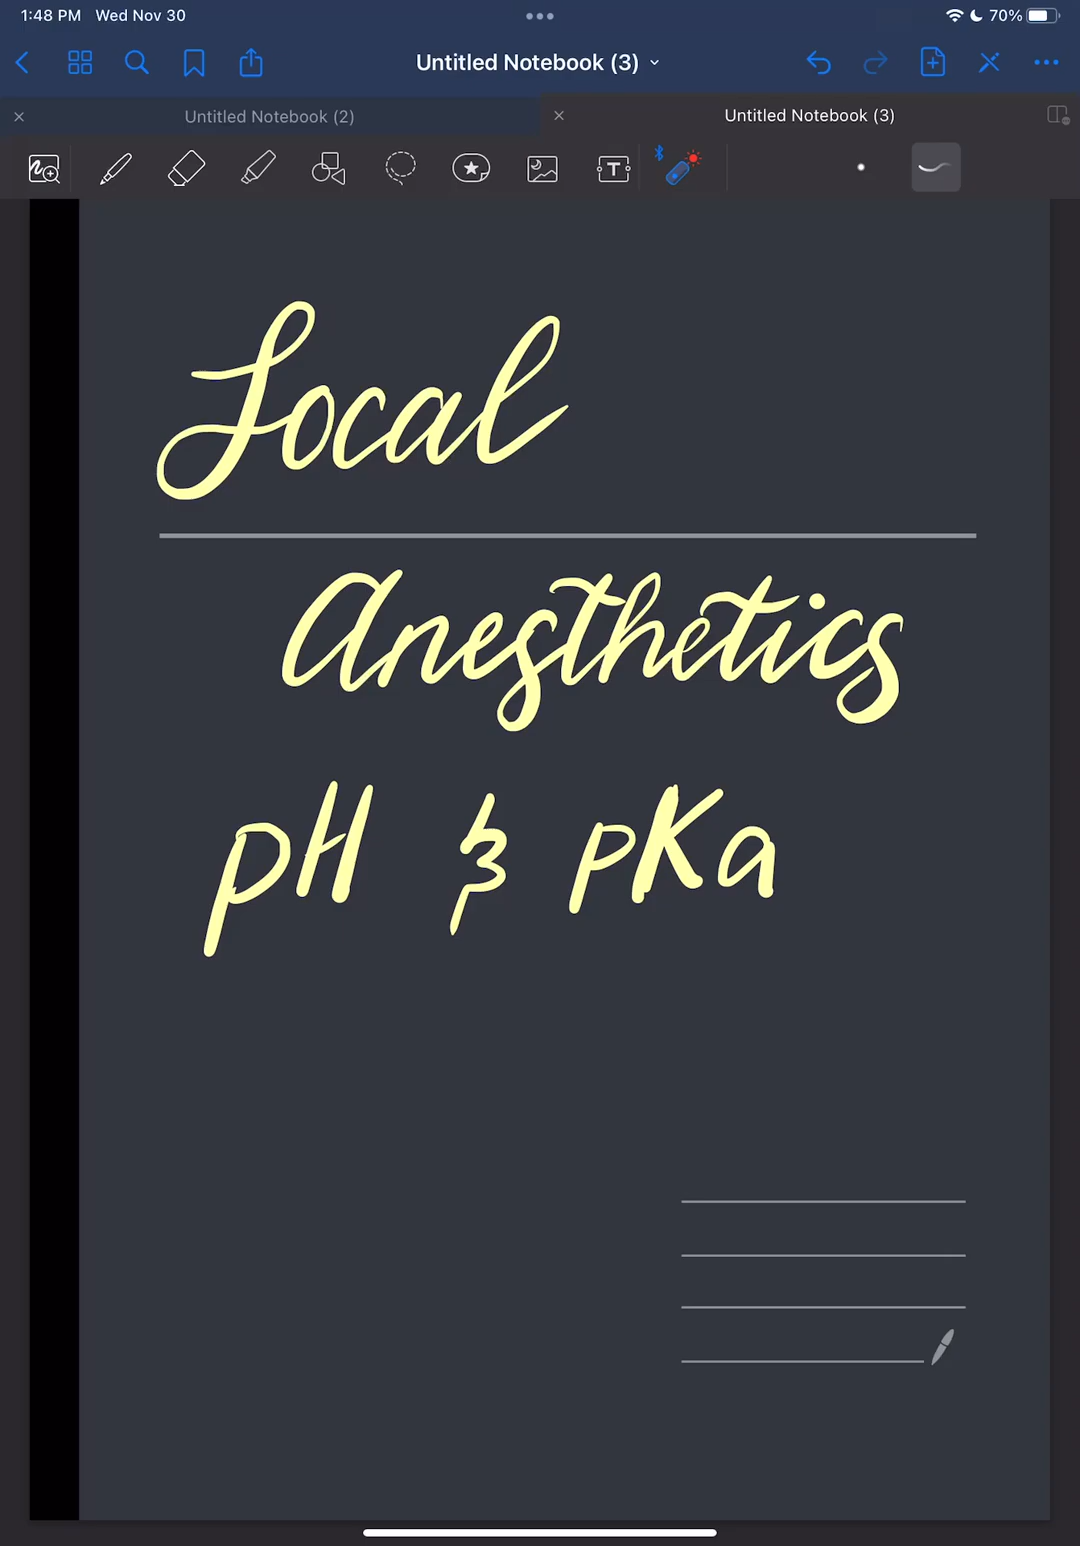 1:48 PM Wed Nov 30
70%
Untitled Notebook (3)
Untitled Notebook (2)
Untitled Notebook (3)
T
Local
Anesthetics
pH & pKa